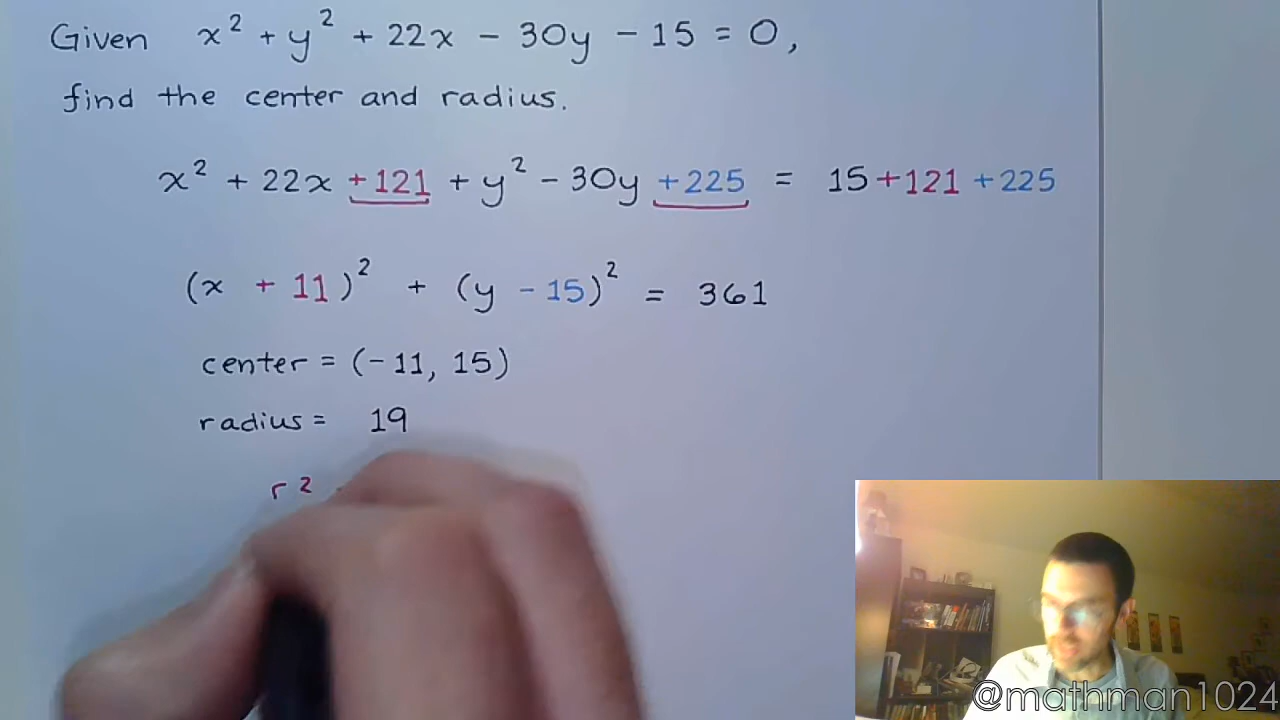 Given x² + y² + 22x − 30y − 15 = 0,
find the center and radius.
x² + 22x +121 + y² − 30y +225 = 15 +121 +225
(x + 11)² + (y − 15)² = 361
center = (−11, 15)
radius = 19
r²
@mathman1024